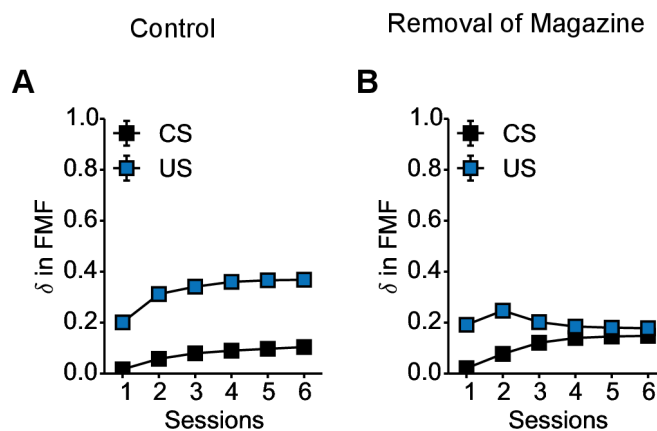 Control
Removal of Magazine
A
B
1.0
0.8
0.6
0.4
0.2
0.0
δ in FMF
CS
US
1 2 3 4 5 6
Sessions
1.0
0.8
0.6
0.4
0.2
0.0
δ in FMF
CS
US
1 2 3 4 5 6
Sessions